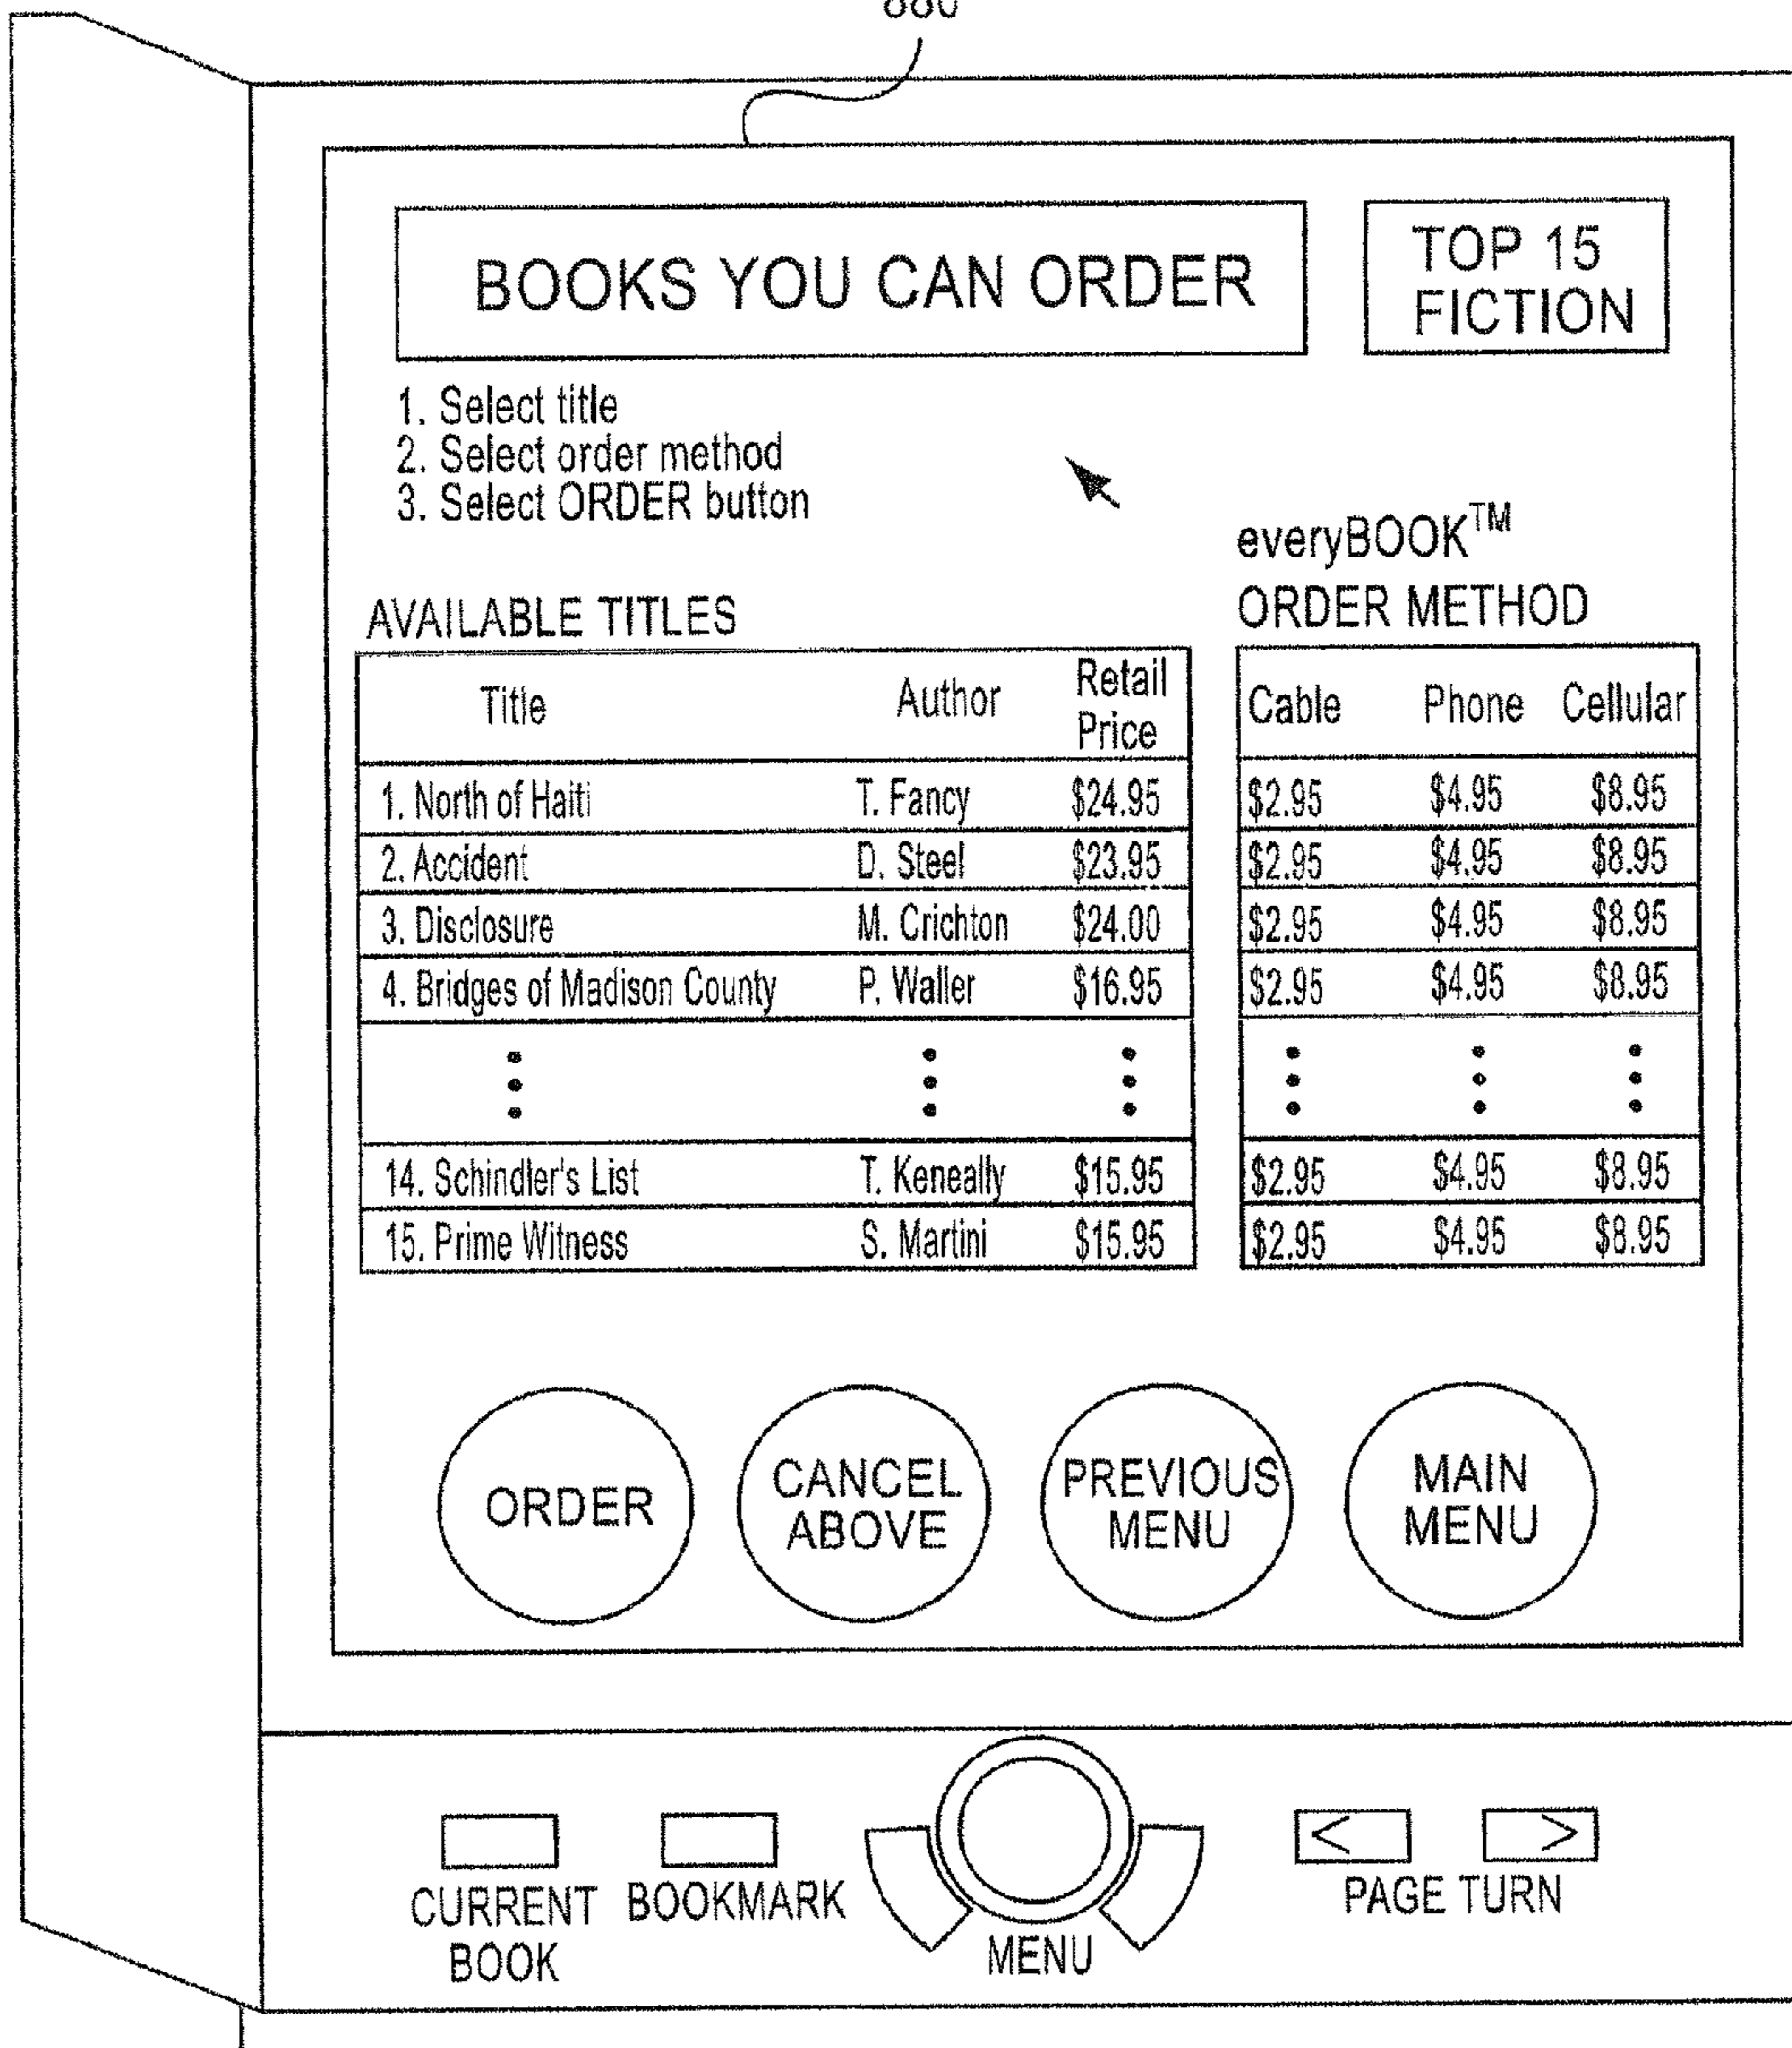 BOOKS YOU CAN ORDER
TOP 15
FICTION
1. Select title
2. Select order method
3. Select ORDER button
everyBOOK™
ORDER METHOD
AVAILABLE TITLES
Title Author Retail Price Cable Phone Cellular
1. North of Haiti T. Fancy $24.95 $2.95 $4.95 $8.95
2. Accident D. Steel $23.95 $2.95 $4.95 $8.95
3. Disclosure M. Crichton $24.00 $2.95 $4.95 $8.95
4. Bridges of Madison County P. Waller $16.95 $2.95 $4.95 $8.95
14. Schindler's List T. Keneally $15.95 $2.95 $4.95 $8.95
15. Prime Witness S. Martini $15.95 $2.95 $4.95 $8.95
ORDER
CANCEL
ABOVE
PREVIOUS
MENU
MAIN
MENU
< >
CURRENT
BOOK
BOOKMARK
MENU
PAGE TURN